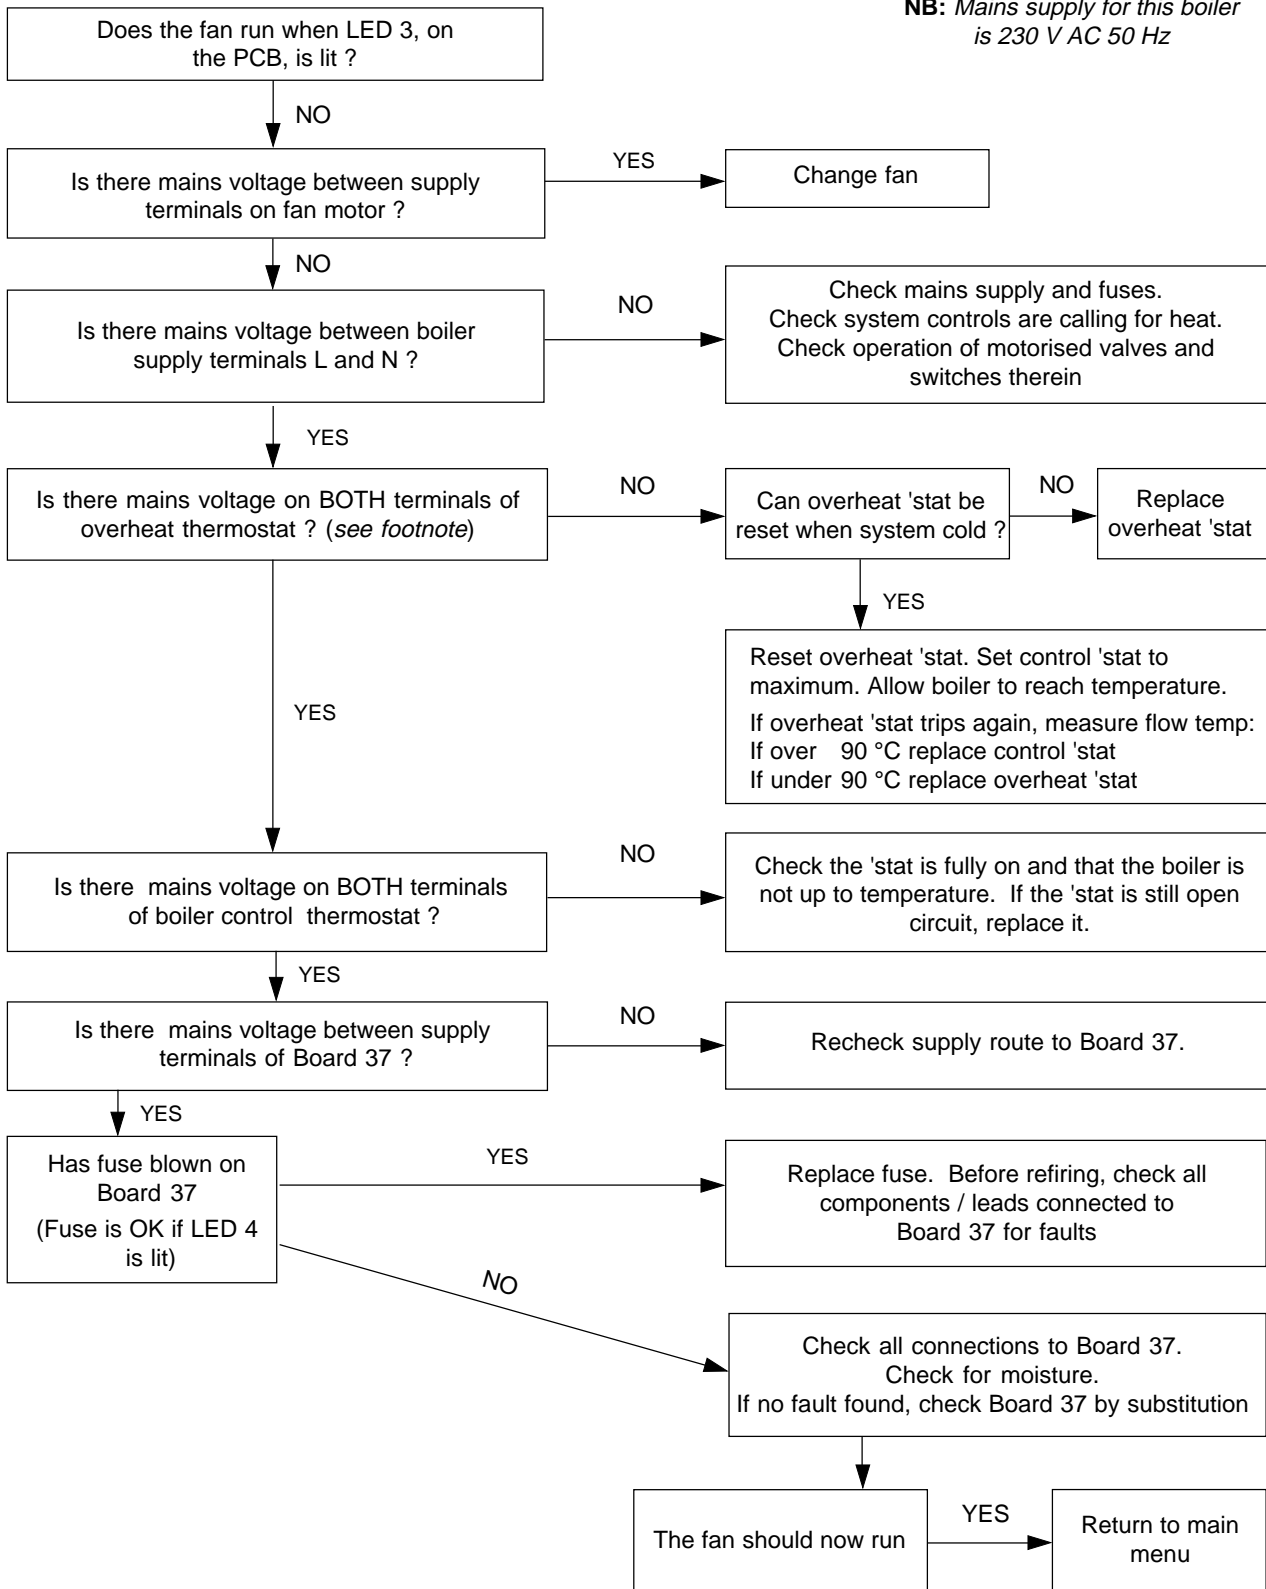 NB: Mains supply for this boiler
is 230 V AC 50 Hz
Does the fan run when LED 3, on
the PCB, is lit ?
NO
Is there mains voltage between supply
terminals on fan motor ?
YES
Change fan
NO
Is there mains voltage between boiler
supply terminals L and N ?
NO
Check mains supply and fuses.
Check system controls are calling for heat.
Check operation of motorised valves and
switches therein
YES
Is there mains voltage on BOTH terminals of
overheat thermostat ? (see footnote)
NO
Can overheat 'stat be
reset when system cold ?
NO
Replace
overheat 'stat
YES
Reset overheat 'stat. Set control 'stat to
maximum. Allow boiler to reach temperature.
If overheat 'stat trips again, measure flow temp:
If over 90 °C replace control 'stat
If under 90 °C replace overheat 'stat
YES
Is there mains voltage on BOTH terminals
of boiler control thermostat ?
NO
Check the 'stat is fully on and that the boiler is
not up to temperature. If the 'stat is still open
circuit, replace it.
YES
Is there mains voltage between supply
terminals of Board 37 ?
NO
Recheck supply route to Board 37.
YES
Has fuse blown on
Board 37
(Fuse is OK if LED 4
is lit)
YES
Replace fuse. Before refiring, check all
components / leads connected to
Board 37 for faults
NO
Check all connections to Board 37.
Check for moisture.
If no fault found, check Board 37 by substitution
The fan should now run
YES
Return to main
menu